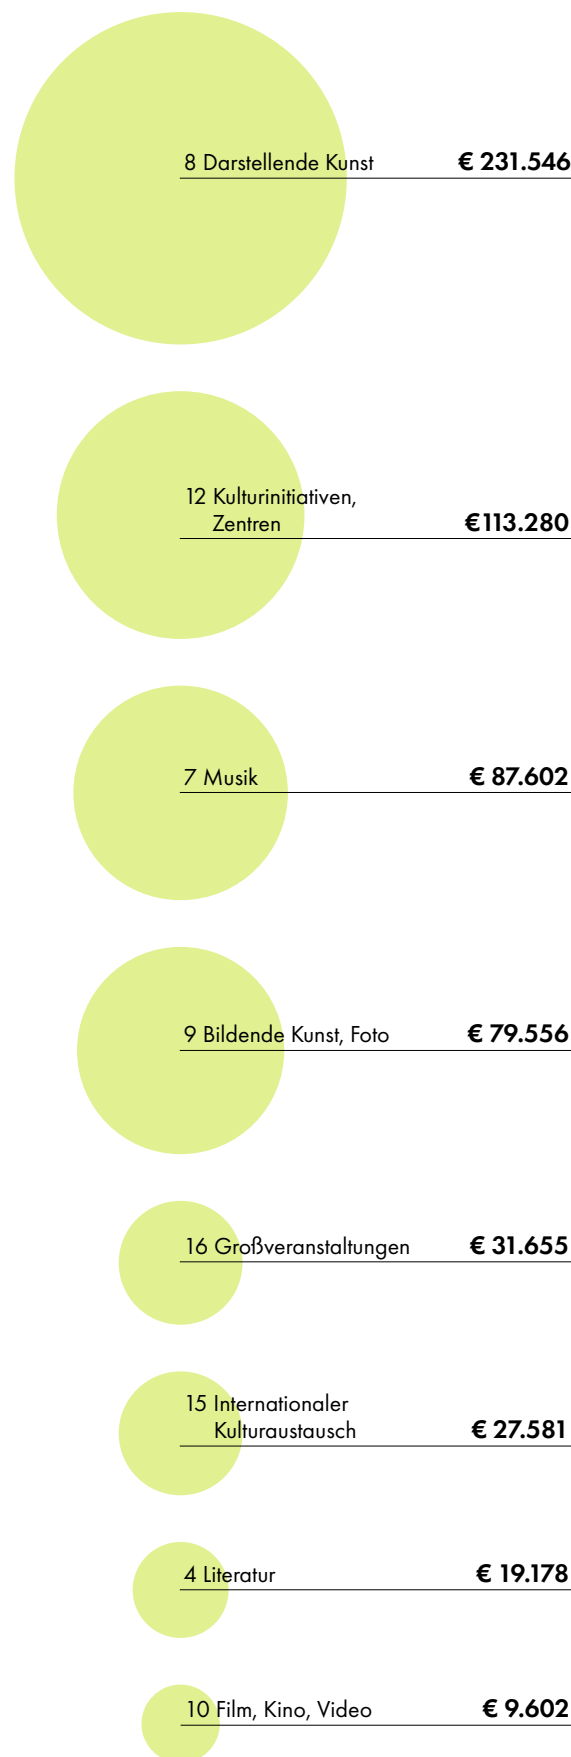 8 Darstellende Kunst € 231.546
12 Kulturinitiativen,
Zentren €113.280
7 Musik € 87.602
9 Bildende Kunst, Foto € 79.556
16 Großveranstaltungen € 31.655
15 Internationaler
Kulturaustausch € 27.581
4 Literatur € 19.178
10 Film, Kino, Video € 9.602